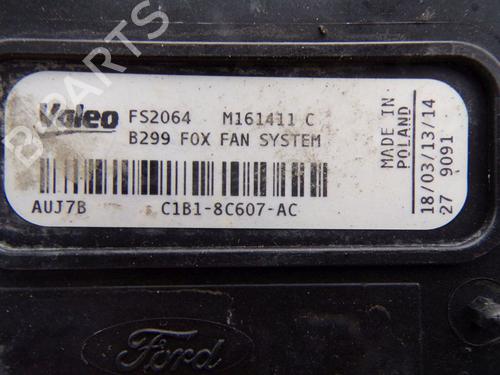 B-PARTS
Valeo FS2064 M161411 C
B299 FOX FAN SYSTEM
AUJ7B C1B1-8C607-AC
MADE IN
POLAND
18/03/13/14
27 9091
Ford